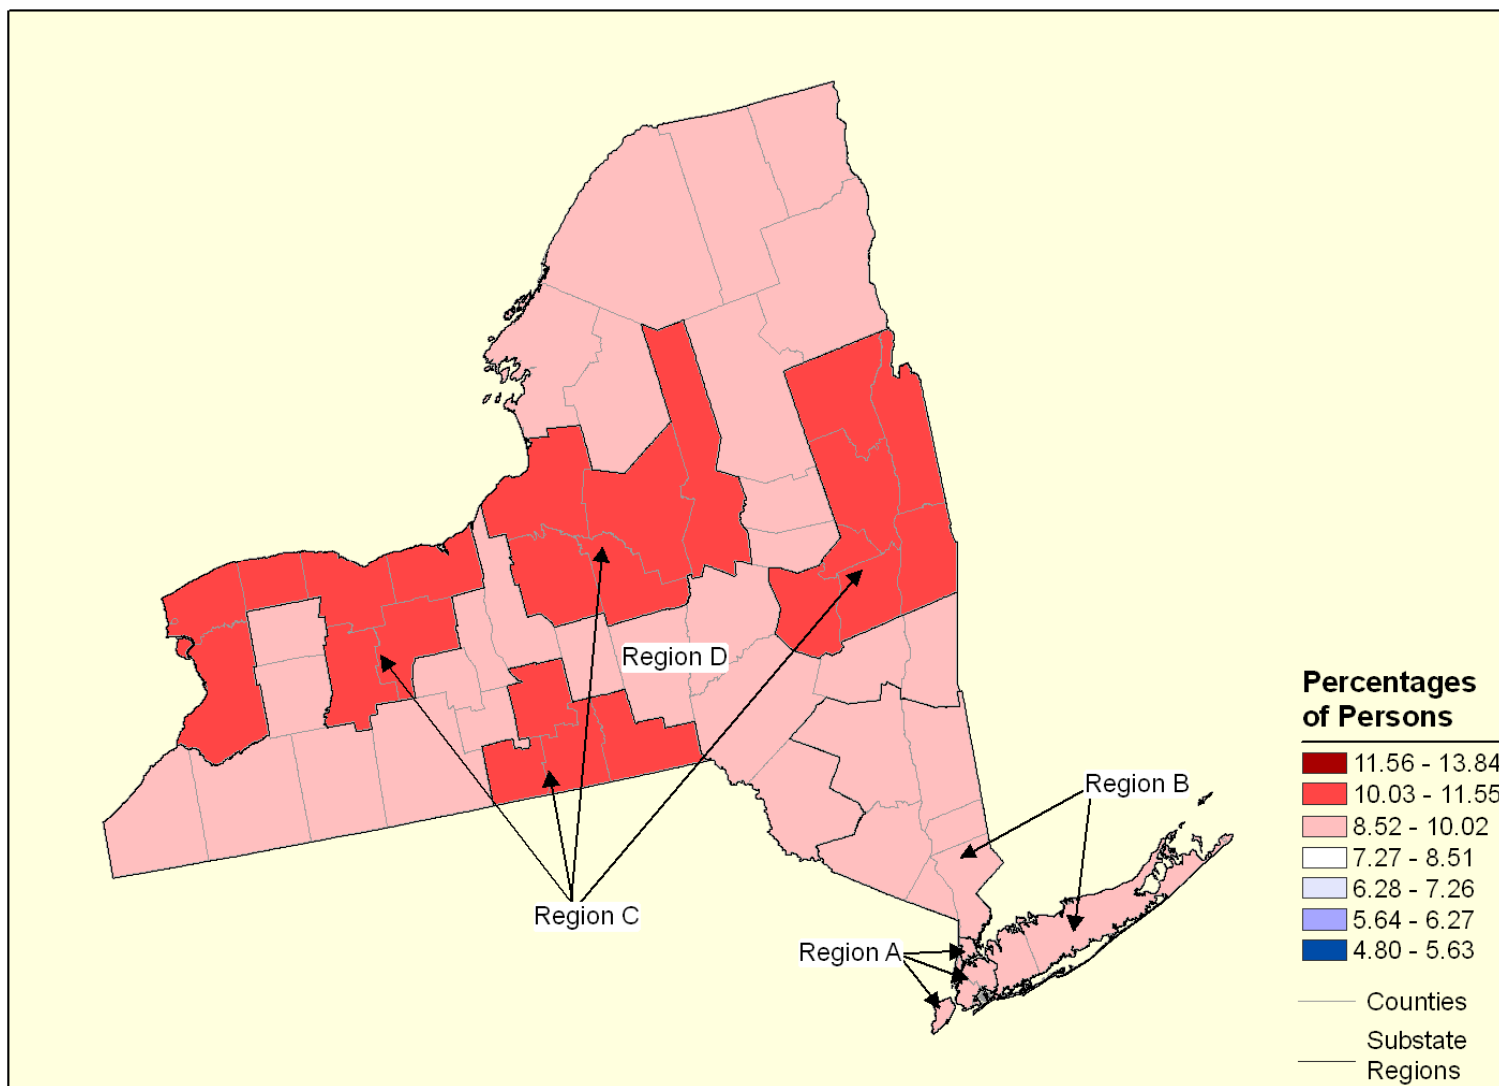 Region D
Region B
Region C
Region A
Percentages
of Persons
11.56 - 13.84
10.03 - 11.55
8.52 - 10.02
7.27 - 8.51
6.28 - 7.26
5.64 - 6.27
4.80 - 5.63
Counties
Substate
Regions